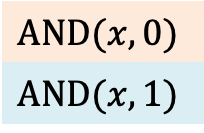 AND(x, 0)
AND(x, 1)